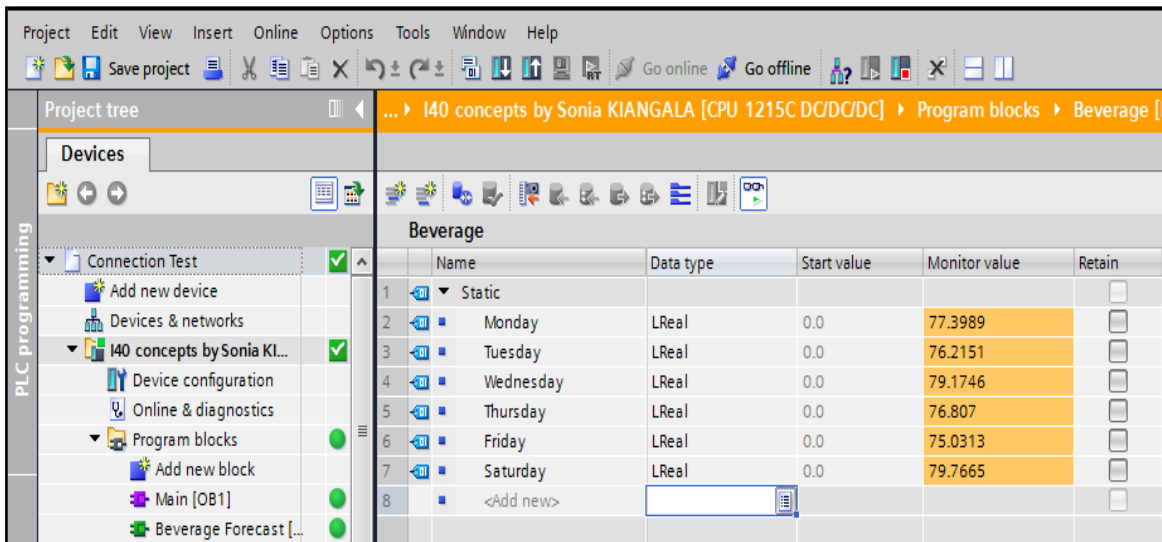 Project Edit View Insert Online Options Tools Window Help
Save project Go online Go offline
Project tree
... I40 concepts by Sonia KIANGALA [CPU 1215C DC/DC/DC] Program blocks Beverage [
Devices
PLC programming
Beverage
Name Data type Start value Monitor value Retain
Connection Test
Add new device
Devices & networks
I40 concepts by Sonia KI...
Device configuration
Online & diagnostics
Program blocks
Add new block
Main [OB1]
Beverage Forecast [...
1 Static
2 Monday LReal 0.0 77.3989
3 Tuesday LReal 0.0 76.2151
4 Wednesday LReal 0.0 79.1746
5 Thursday LReal 0.0 76.807
6 Friday LReal 0.0 75.0313
7 Saturday LReal 0.0 79.7665
8 <Add new>